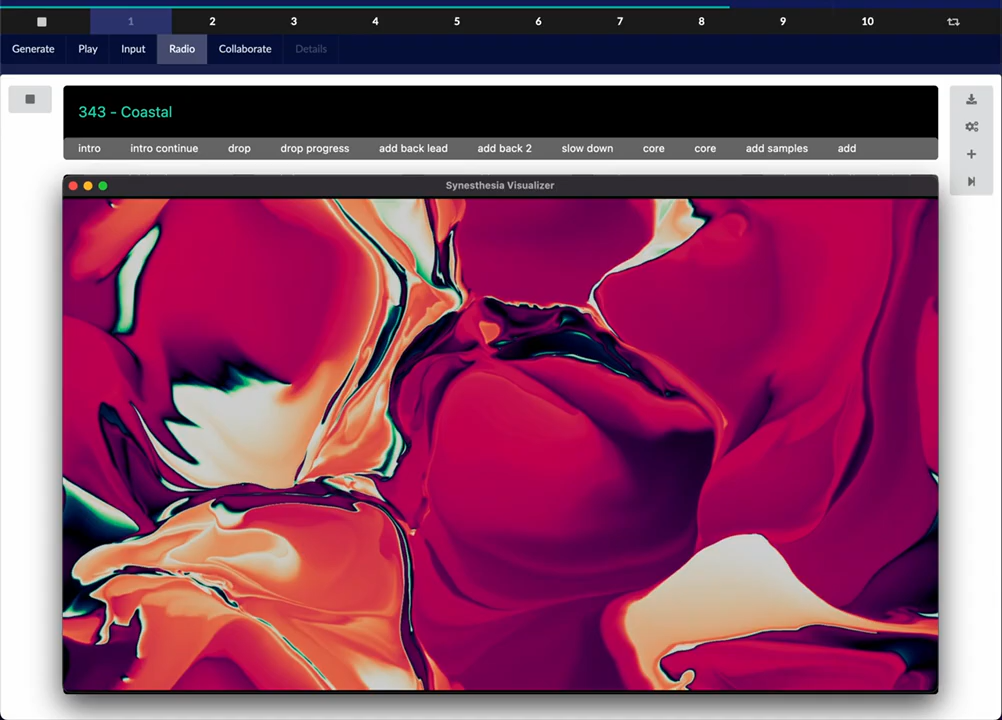 1 2 3 4 5 6 7 8 9 10
Generate Play Input Radio Collaborate Details
343 - Coastal
intro intro continue drop drop progress add back lead add back 2 slow down core core add samples add
Synesthesia Visualizer